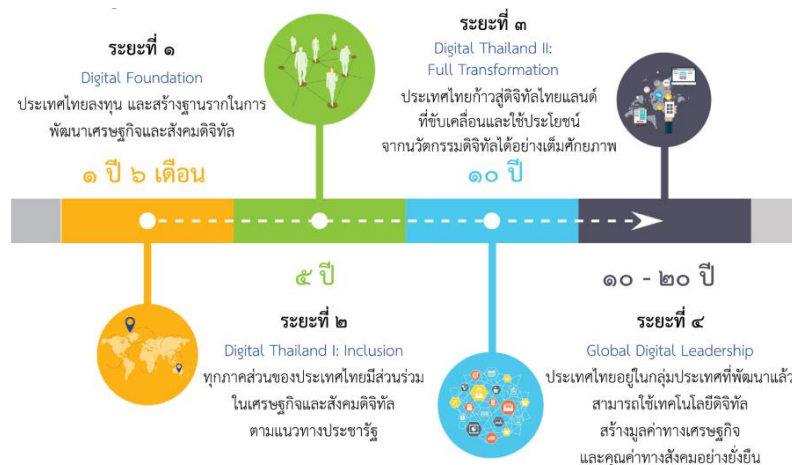 ระยะที่ ๑
Digital Foundation
ประเทศไทยลงทุน และสร้างฐานรากในการ
พัฒนาเศรษฐกิจและสังคมดิจิทัล
๑ ปี ๖ เดือน
ระยะที่ ๒
Digital Thailand I: Inclusion
ทุกภาคส่วนของประเทศไทยมีส่วนร่วม
ในเศรษฐกิจและสังคมดิจิทัล
ตามแนวทางประชารัฐ
๕ ปี
ระยะที่ ๓
Digital Thailand II:
Full Transformation
ประเทศไทยก้าวสู่ดิจิทัลไทยแลนด์
ที่ขับเคลื่อนและใช้ประโยชน์
จากนวัตกรรมดิจิทัลได้อย่างเต็มศักยภาพ
๑๐ ปี
๑๐ - ๒๐ ปี
ระยะที่ ๔
Global Digital Leadership
ประเทศไทยอยู่ในกลุ่มประเทศที่พัฒนาแล้ว
สามารถใช้เทคโนโลยีดิจิทัล
สร้างมูลค่าทางเศรษฐกิจ
และคุณค่าทางสังคมอย่างยั่งยืน